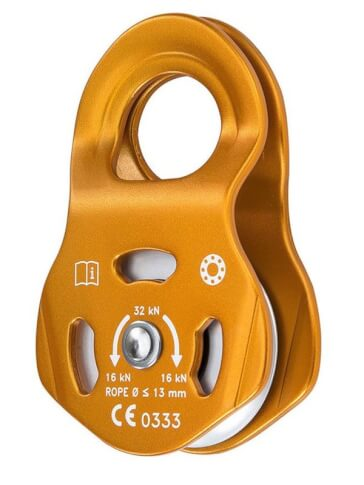 i
32 kN
16 kN 16 kN
ROPE Ø ≤ 13 mm
CE 0333